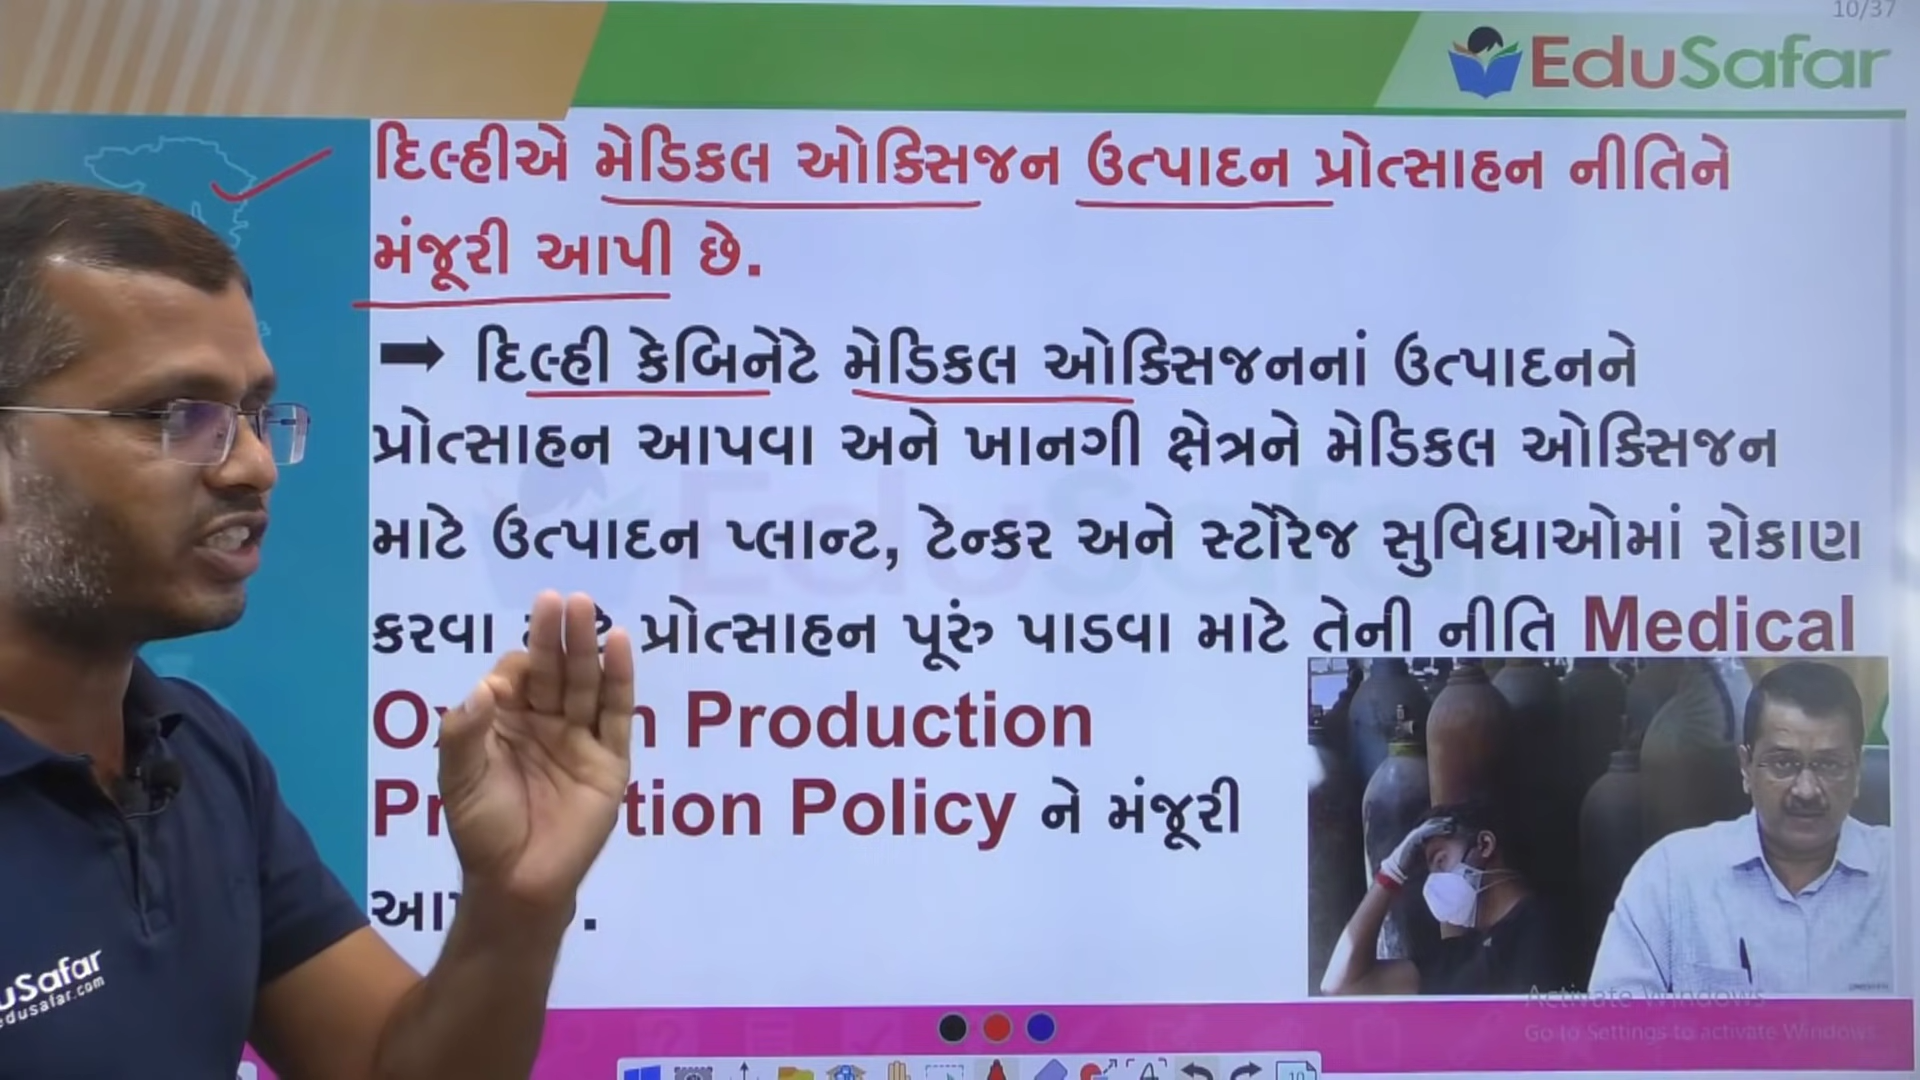 10/37
EduSafar
દિલ્હીએ મેડિકલ ઓક્સિજન ઉત્પાદન પ્રોત્સાહન નીતિને
મંજૂરી આપી છે.
➡ દિલ્હી કેબિનેટે મેડિકલ ઓક્સિજનનાં ઉત્પાદનને
પ્રોત્સાહન આપવા અને ખાનગી ક્ષેત્રને મેડિકલ ઓક્સિજન
માટે ઉત્પાદન પ્લાન્ટ, ટેન્કર અને સ્ટોરેજ સુવિધાઓમાં રોકાણ
કરવા પ્રોત્સાહન પૂરું પાડવા માટે તેની નીતિ Medical
Production
Policy ને મંજૂરી
uSafar
edusafar.com
Activate Windows
Go to Settings to activate Windows.
10